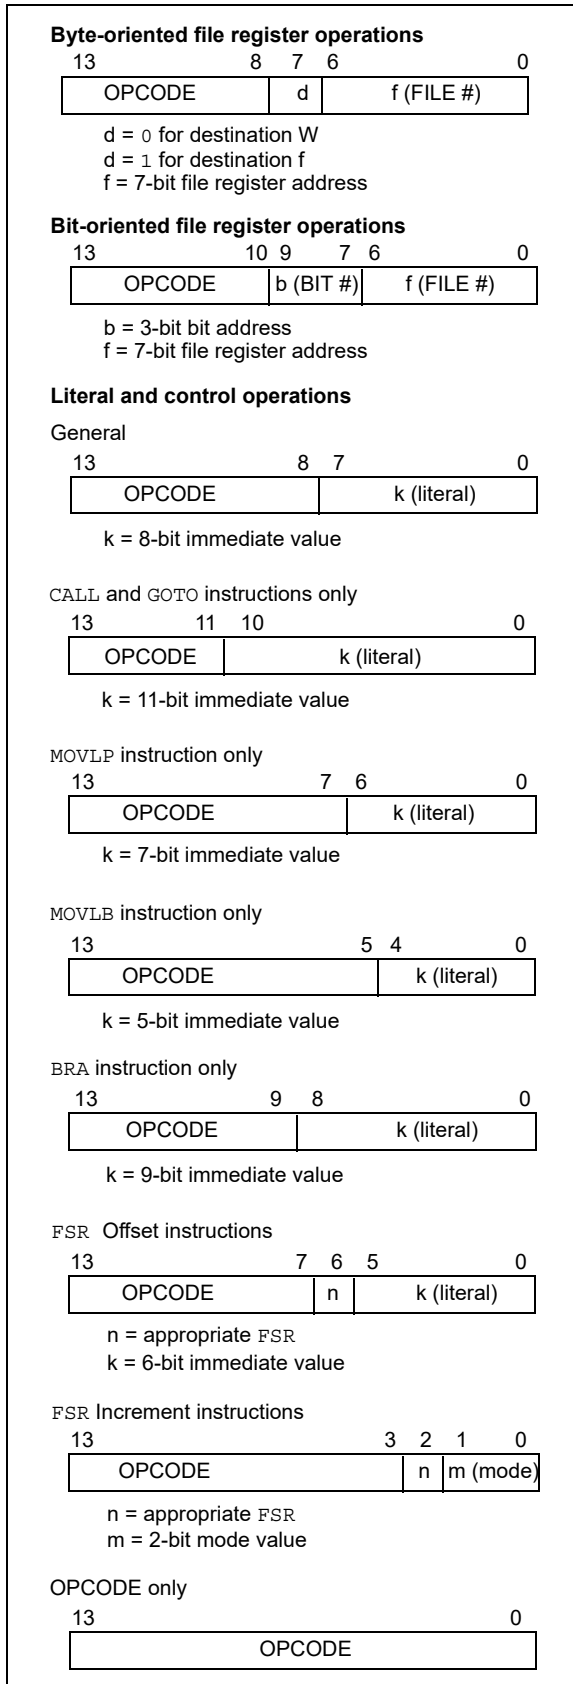 Byte-oriented file register operations
13 8 7 6 0
OPCODE d f (FILE #)
d = 0 for destination W
d = 1 for destination f
f = 7-bit file register address
Bit-oriented file register operations
13 10 9 7 6 0
OPCODE b (BIT #) f (FILE #)
b = 3-bit bit address
f = 7-bit file register address
Literal and control operations
General
13 8 7 0
OPCODE k (literal)
k = 8-bit immediate value
CALL and GOTO instructions only
13 11 10 0
OPCODE k (literal)
k = 11-bit immediate value
MOVLP instruction only
13 7 6 0
OPCODE k (literal)
k = 7-bit immediate value
MOVLB instruction only
13 5 4 0
OPCODE k (literal)
k = 5-bit immediate value
BRA instruction only
13 9 8 0
OPCODE k (literal)
k = 9-bit immediate value
FSR Offset instructions
13 7 6 5 0
OPCODE n k (literal)
n = appropriate FSR
k = 6-bit immediate value
FSR Increment instructions
13 3 2 1 0
OPCODE n m (mode)
n = appropriate FSR
m = 2-bit mode value
OPCODE only
13 0
OPCODE